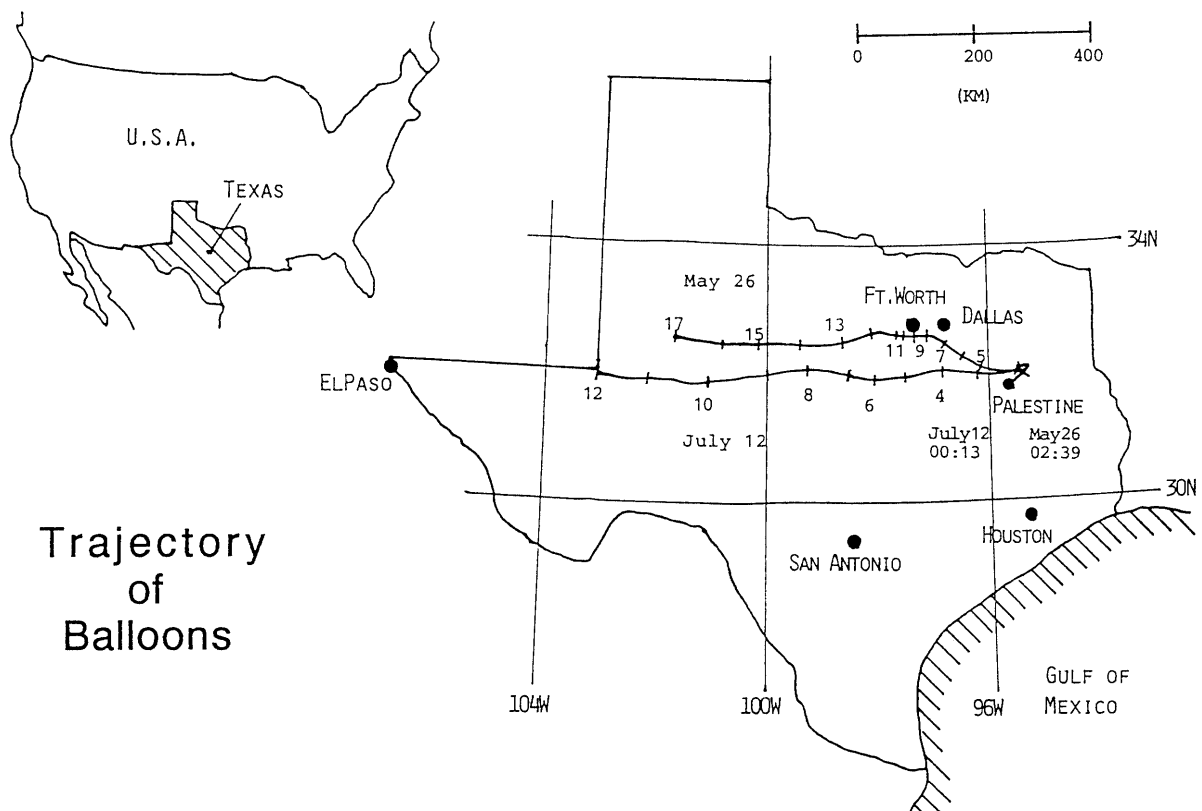 U.S.A.
TEXAS
0 200 400
(KM)
34N
May 26
FT.WORTH
DALLAS
17 15 13 11 9 7 5
ELPASO
12 10 8 6 4
PALESTINE
July 12
July12 May26
00:13 02:39
30N
HOUSTON
SAN ANTONIO
Trajectory
of
Balloons
GULF OF
MEXICO
104W 100W 96W